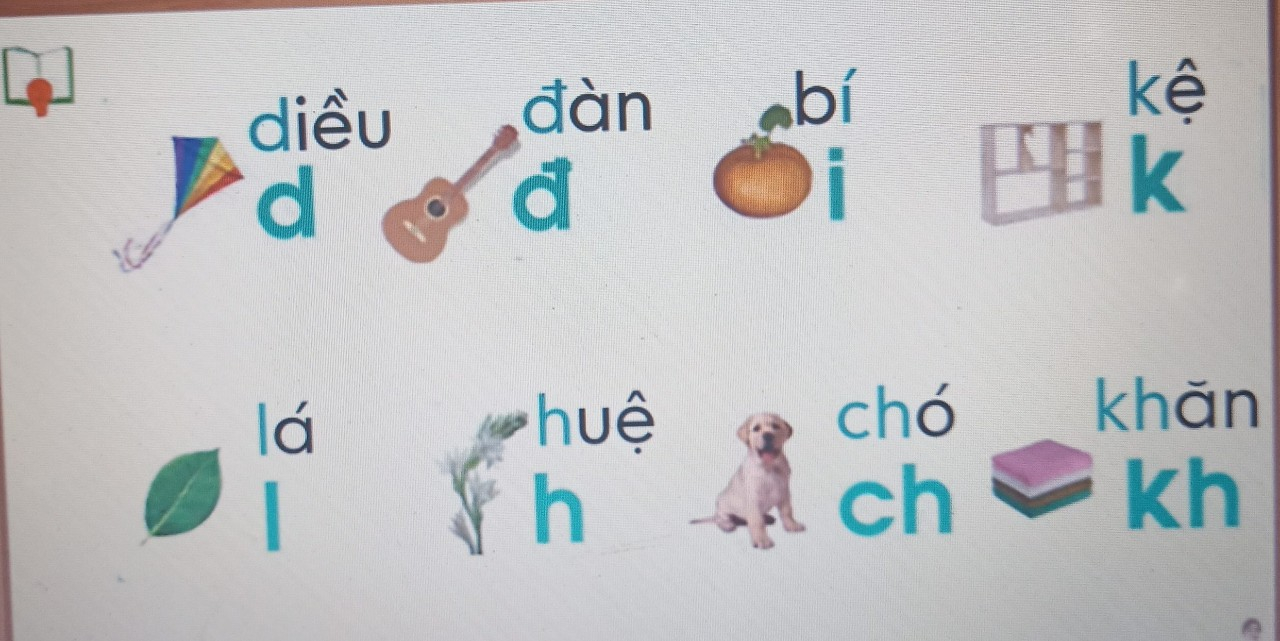 diều đàn bí kệ
d đ i k
lá huệ chó khăn
l h ch kh